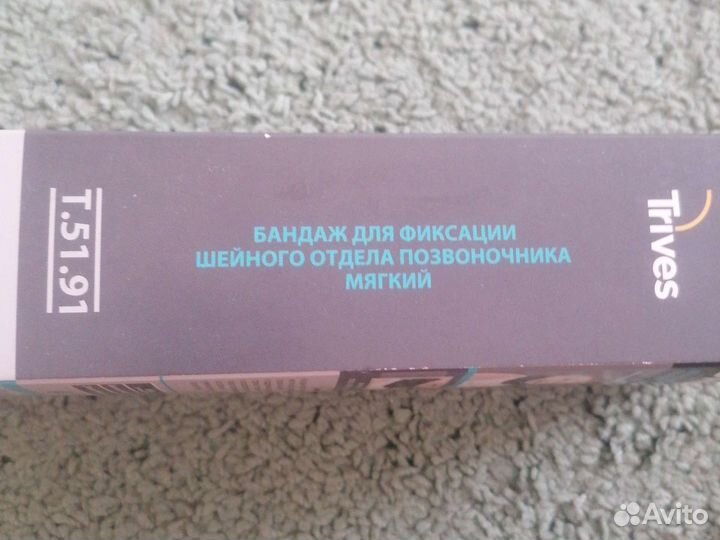 Т.51.91
БАНДАЖ ДЛЯ ФИКСАЦИИ
ШЕЙНОГО ОТДЕЛА ПОЗВОНОЧНИКА
МЯГКИЙ
Trives
Avito